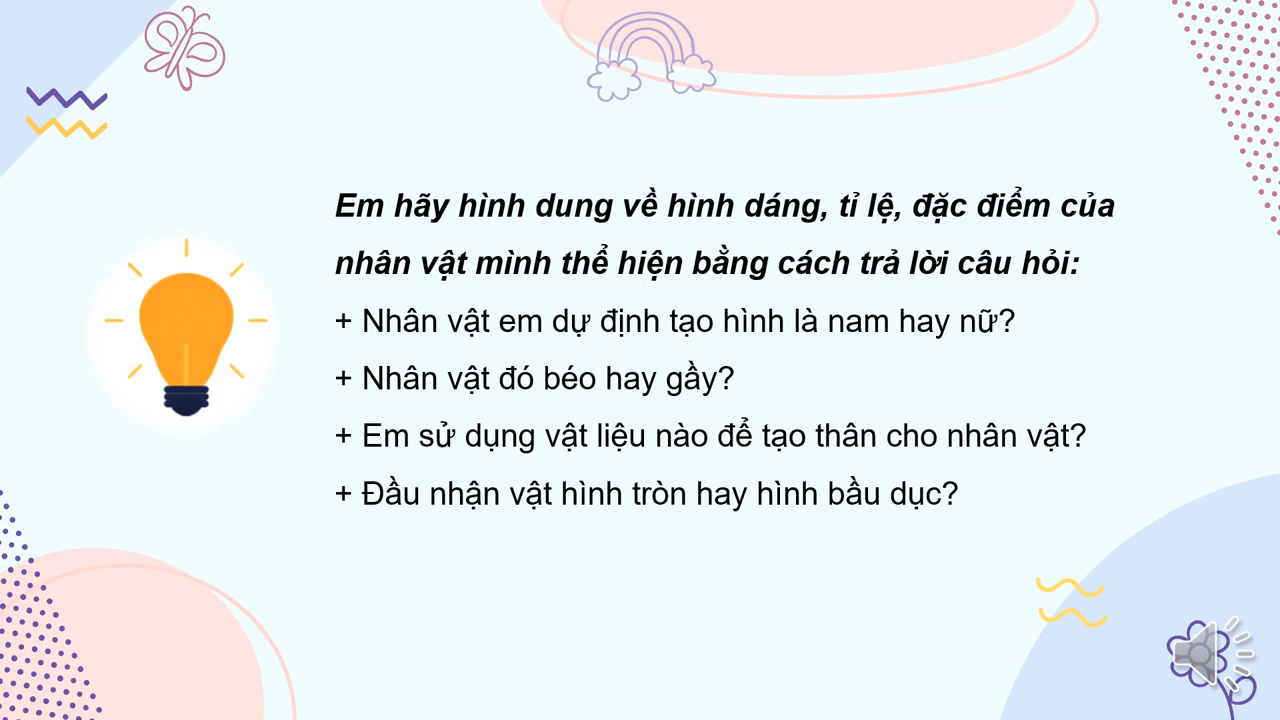 Em hãy hình dung về hình dáng, tỉ lệ, đặc điểm của
nhân vật mình thể hiện bằng cách trả lời câu hỏi:
+ Nhân vật em dự định tạo hình là nam hay nữ?
+ Nhân vật đó béo hay gầy?
+ Em sử dụng vật liệu nào để tạo thân cho nhân vật?
+ Đầu nhận vật hình tròn hay hình bầu dục?